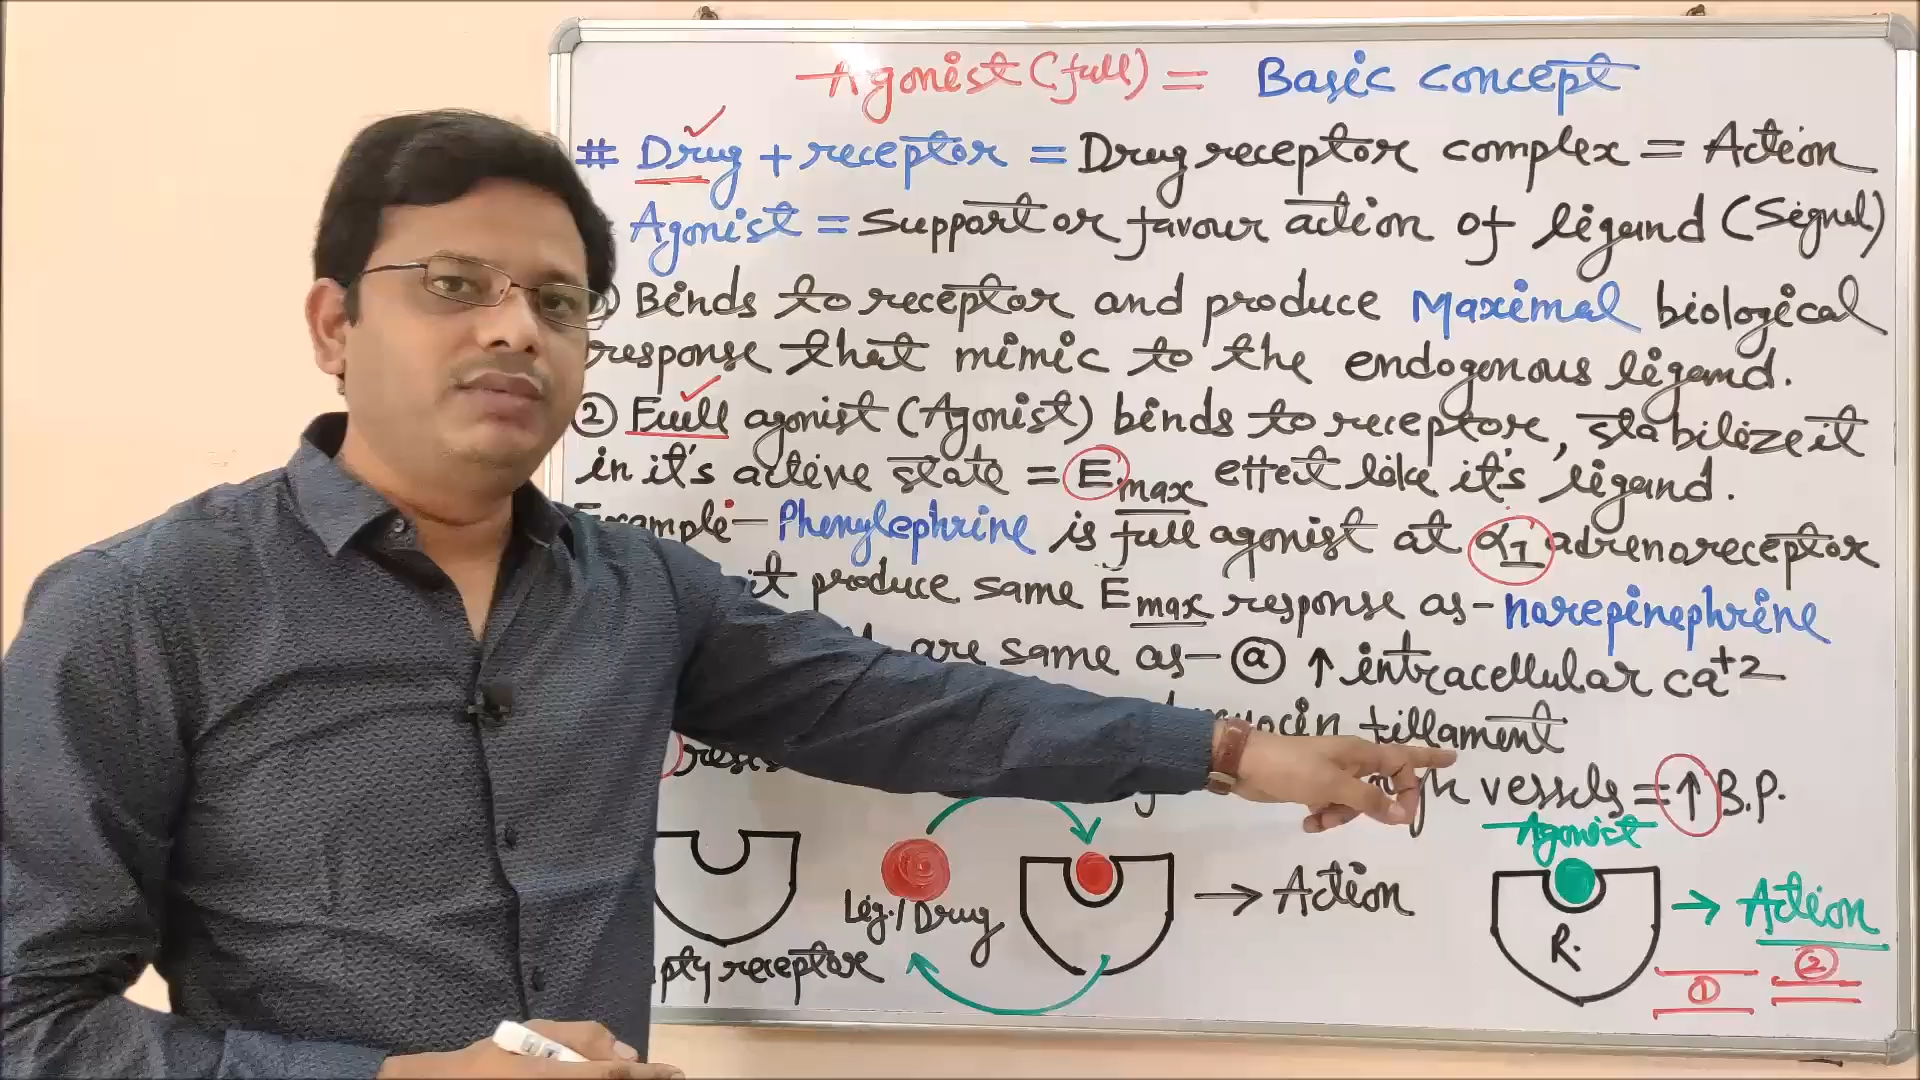 Agonist (full) = Basic concept
# Drug + receptor = Drug receptor complex = Action
Agonist = Support or favour action of ligand (Signal)
Binds to receptor and produce Maximal biological
response that mimic to the endogenous ligand.
② Full agonist (Agonist) binds to receptor, stabilize it
in it's active state = Emax effect like it's ligand.
Example- Phenylephrine is full agonist at α1 adrenoreceptor
it produce same Emax response as- norepinephrine
are same as- ⓐ ↑ intracellular ca+2
fillament
vessels = ↑ B.P.
Agonist
Lig./Drug
→ Action
R.
→ Action
receptor
① ②